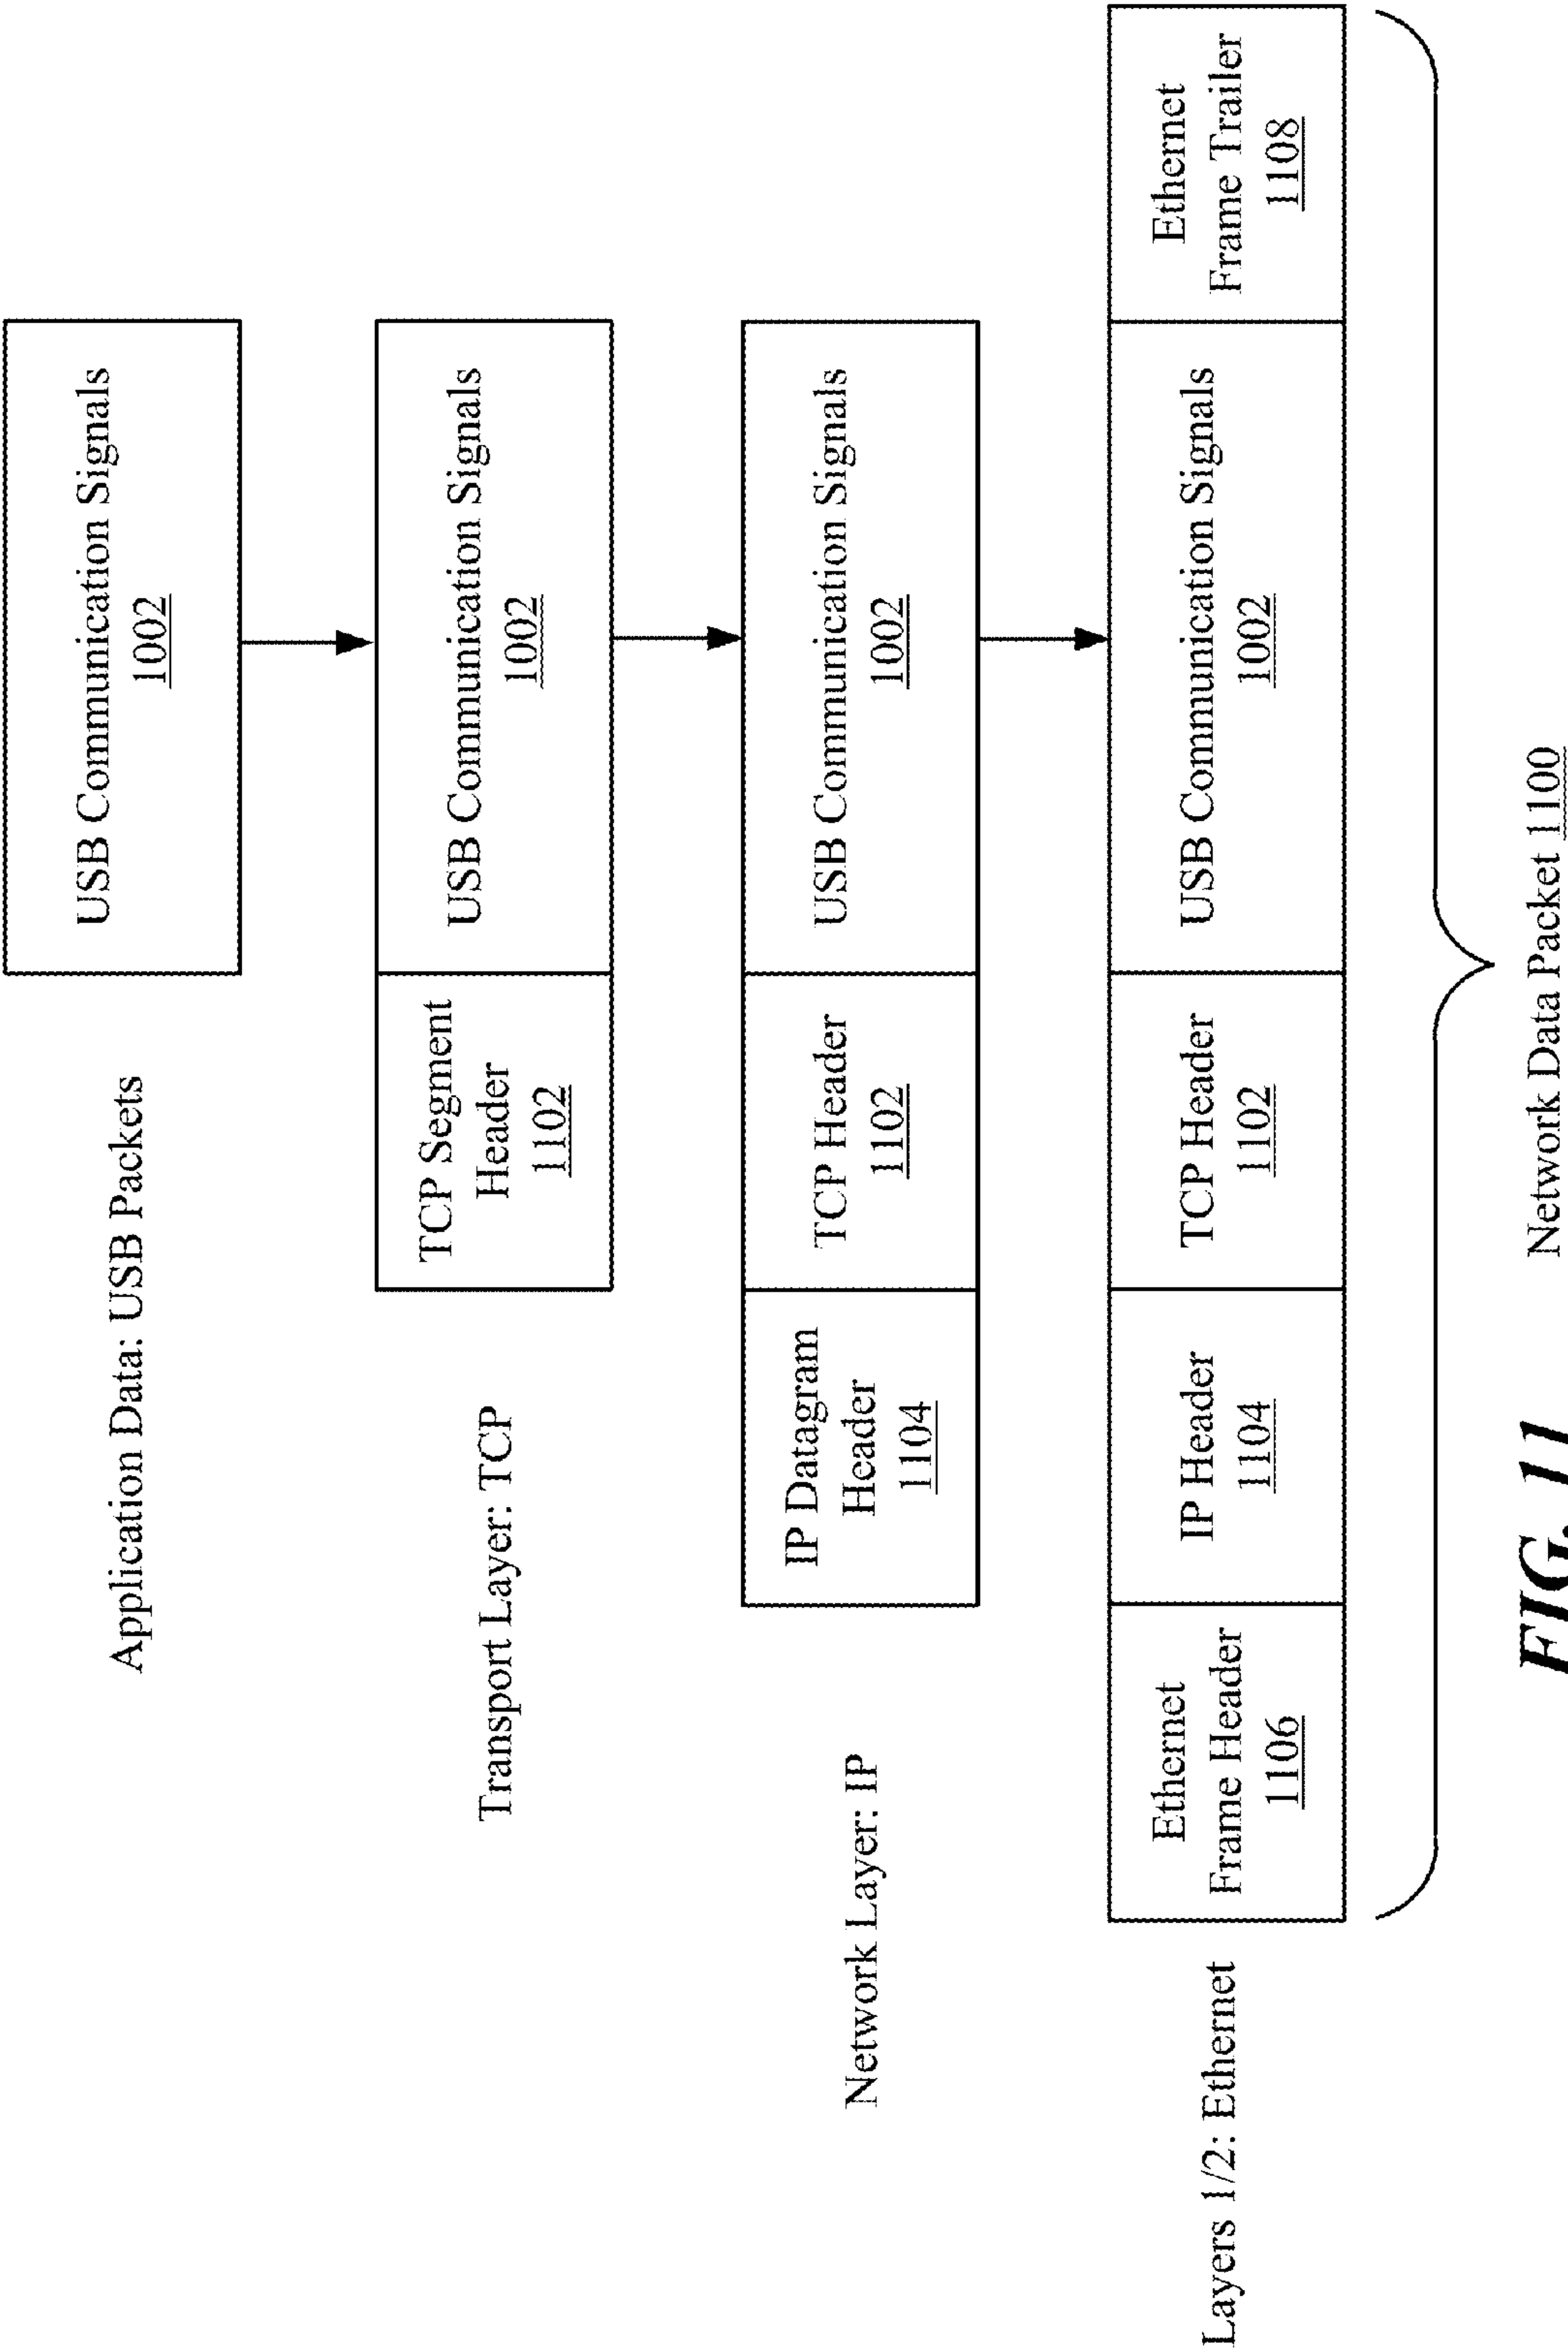 Application Data: USB Packets
USB Communication Signals
1002
Transport Layer: TCP
TCP Segment
Header
1102
USB Communication Signals
1002
Network Layer: IP
IP Datagram
Header
1104
TCP Header
1102
USB Communication Signals
1002
Layers 1/2: Ethernet
Ethernet
Frame Header
1106
IP Header
1104
TCP Header
1102
USB Communication Signals
1002
Ethernet
Frame Trailer
1108
Network Data Packet 1100
FIG. 11